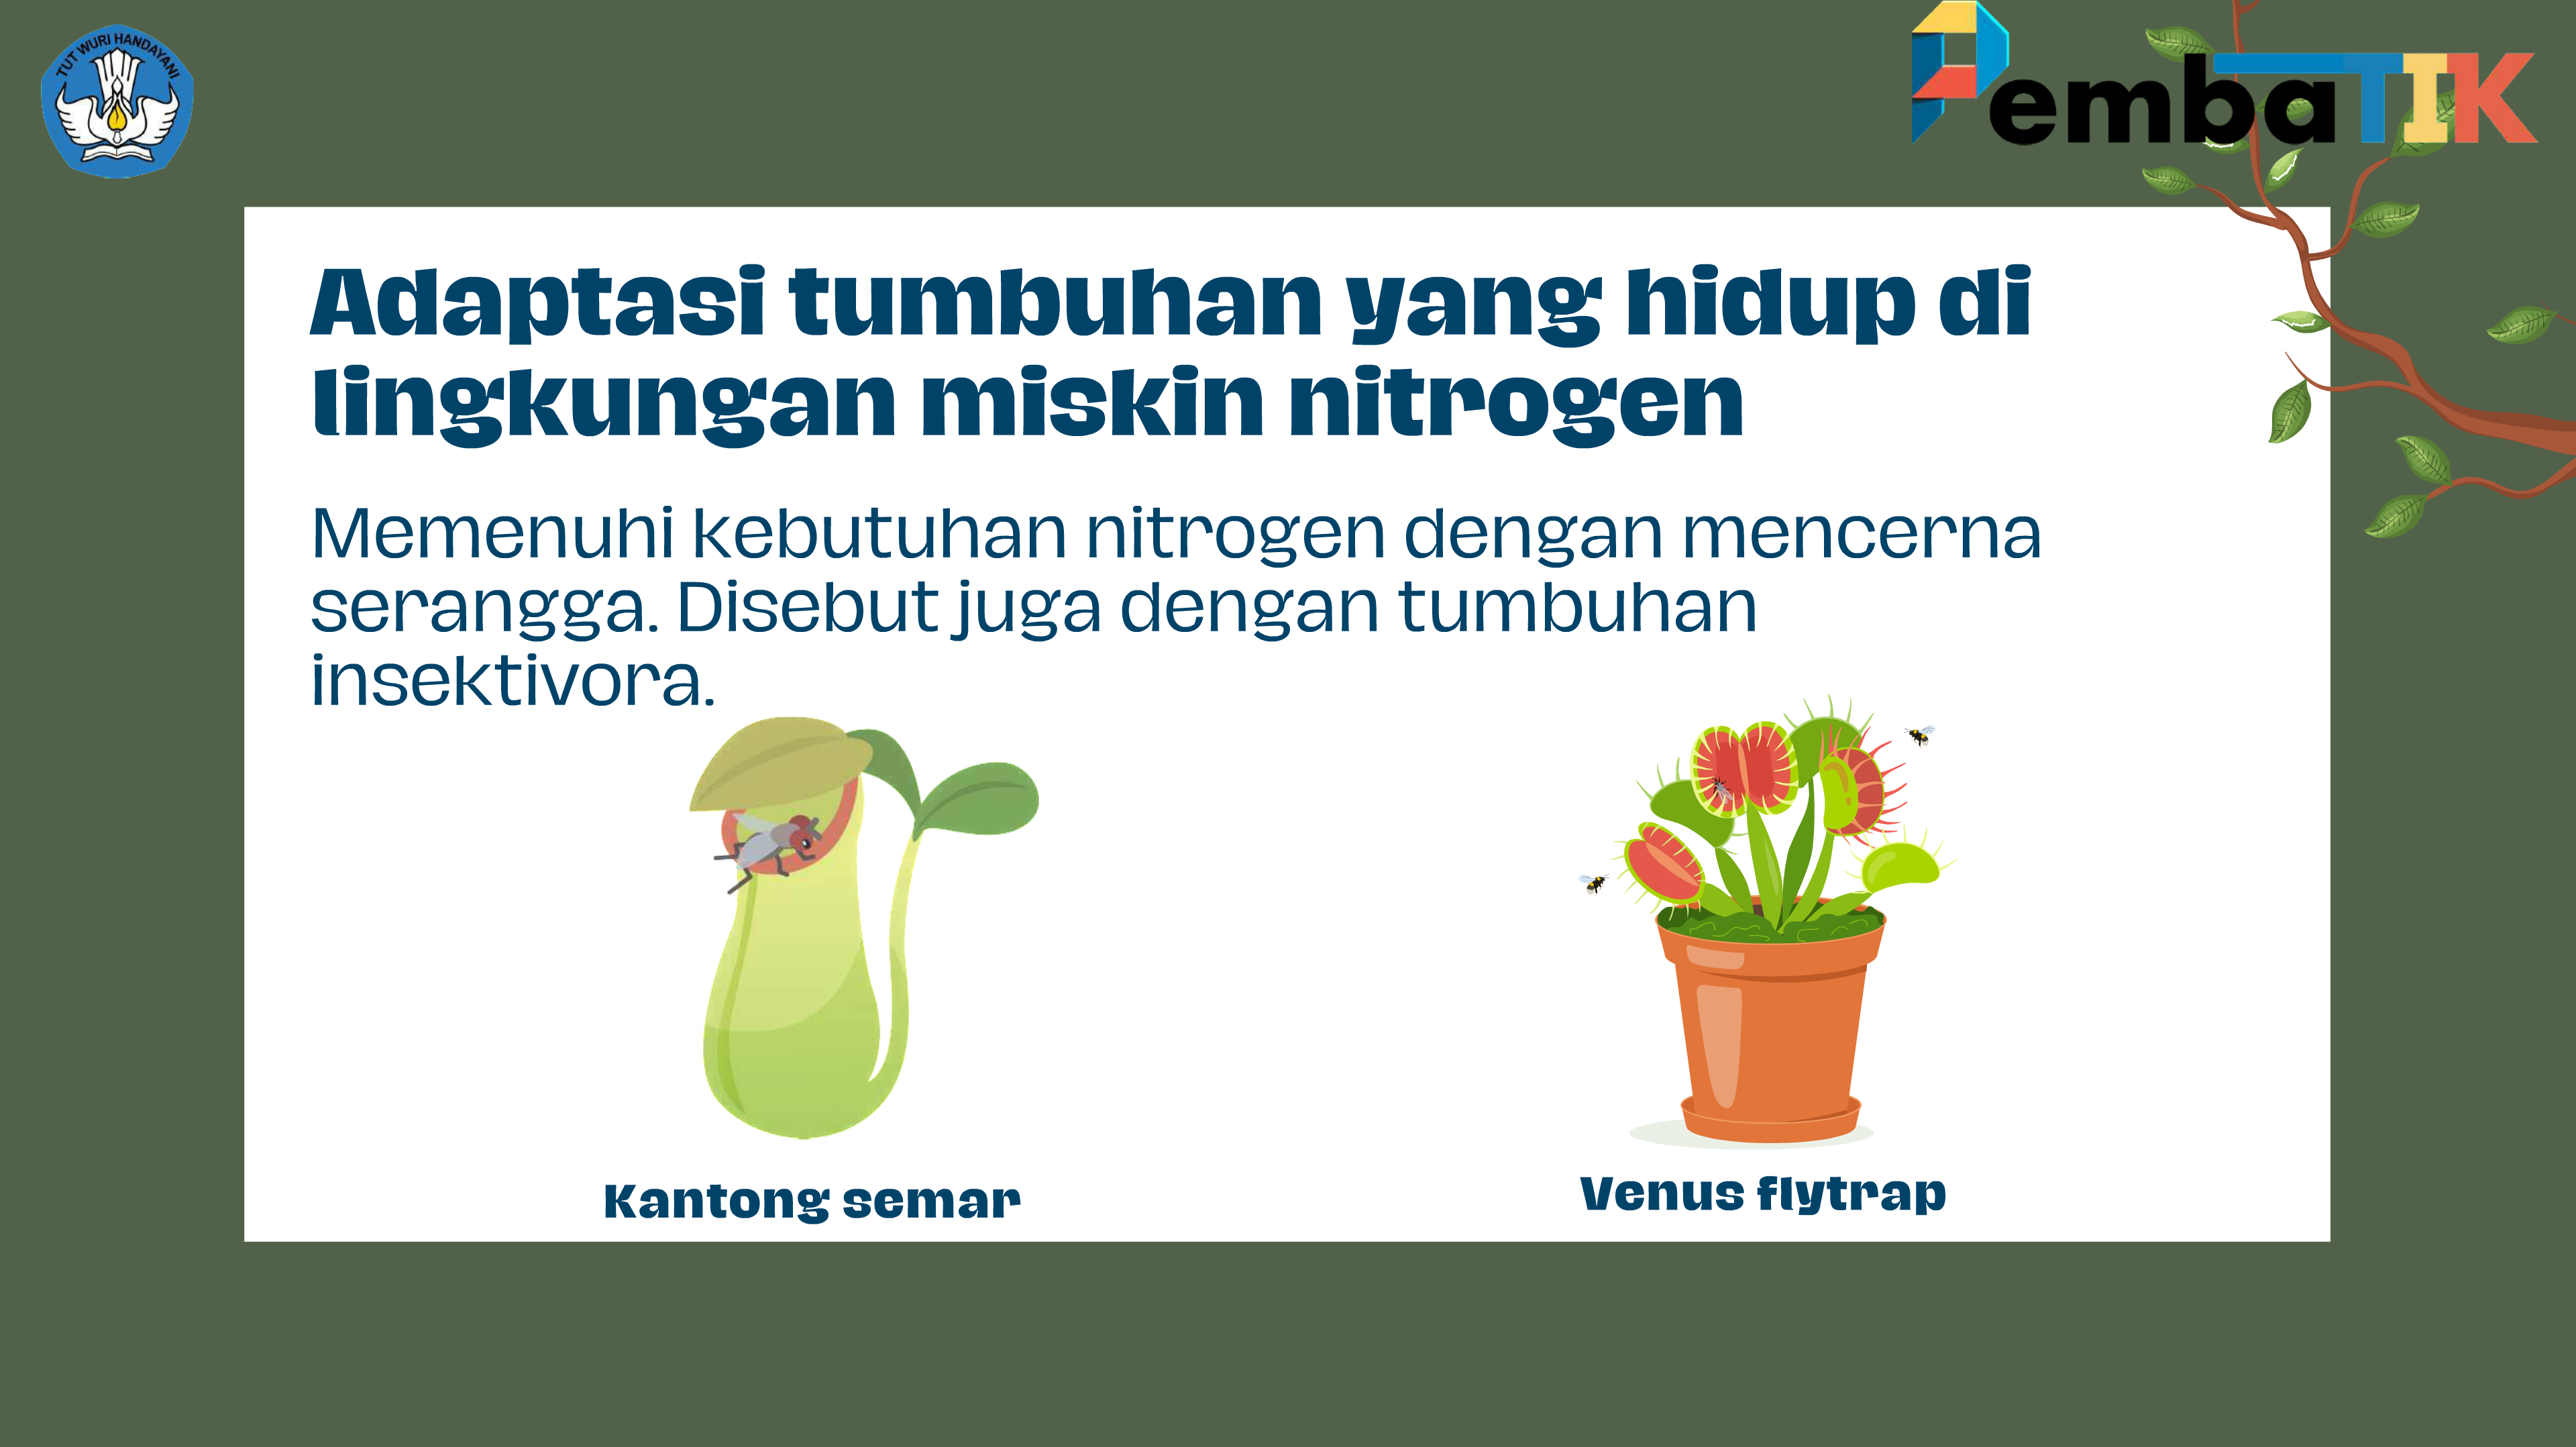 TUT WURI HANDAYANI
PembaTIK
Adaptasi tumbuhan yang hidup di
lingkungan miskin nitrogen
Memenuhi kebutuhan nitrogen dengan mencerna
serangga. Disebut juga dengan tumbuhan
insektivora.
Kantong semar
Venus flytrap